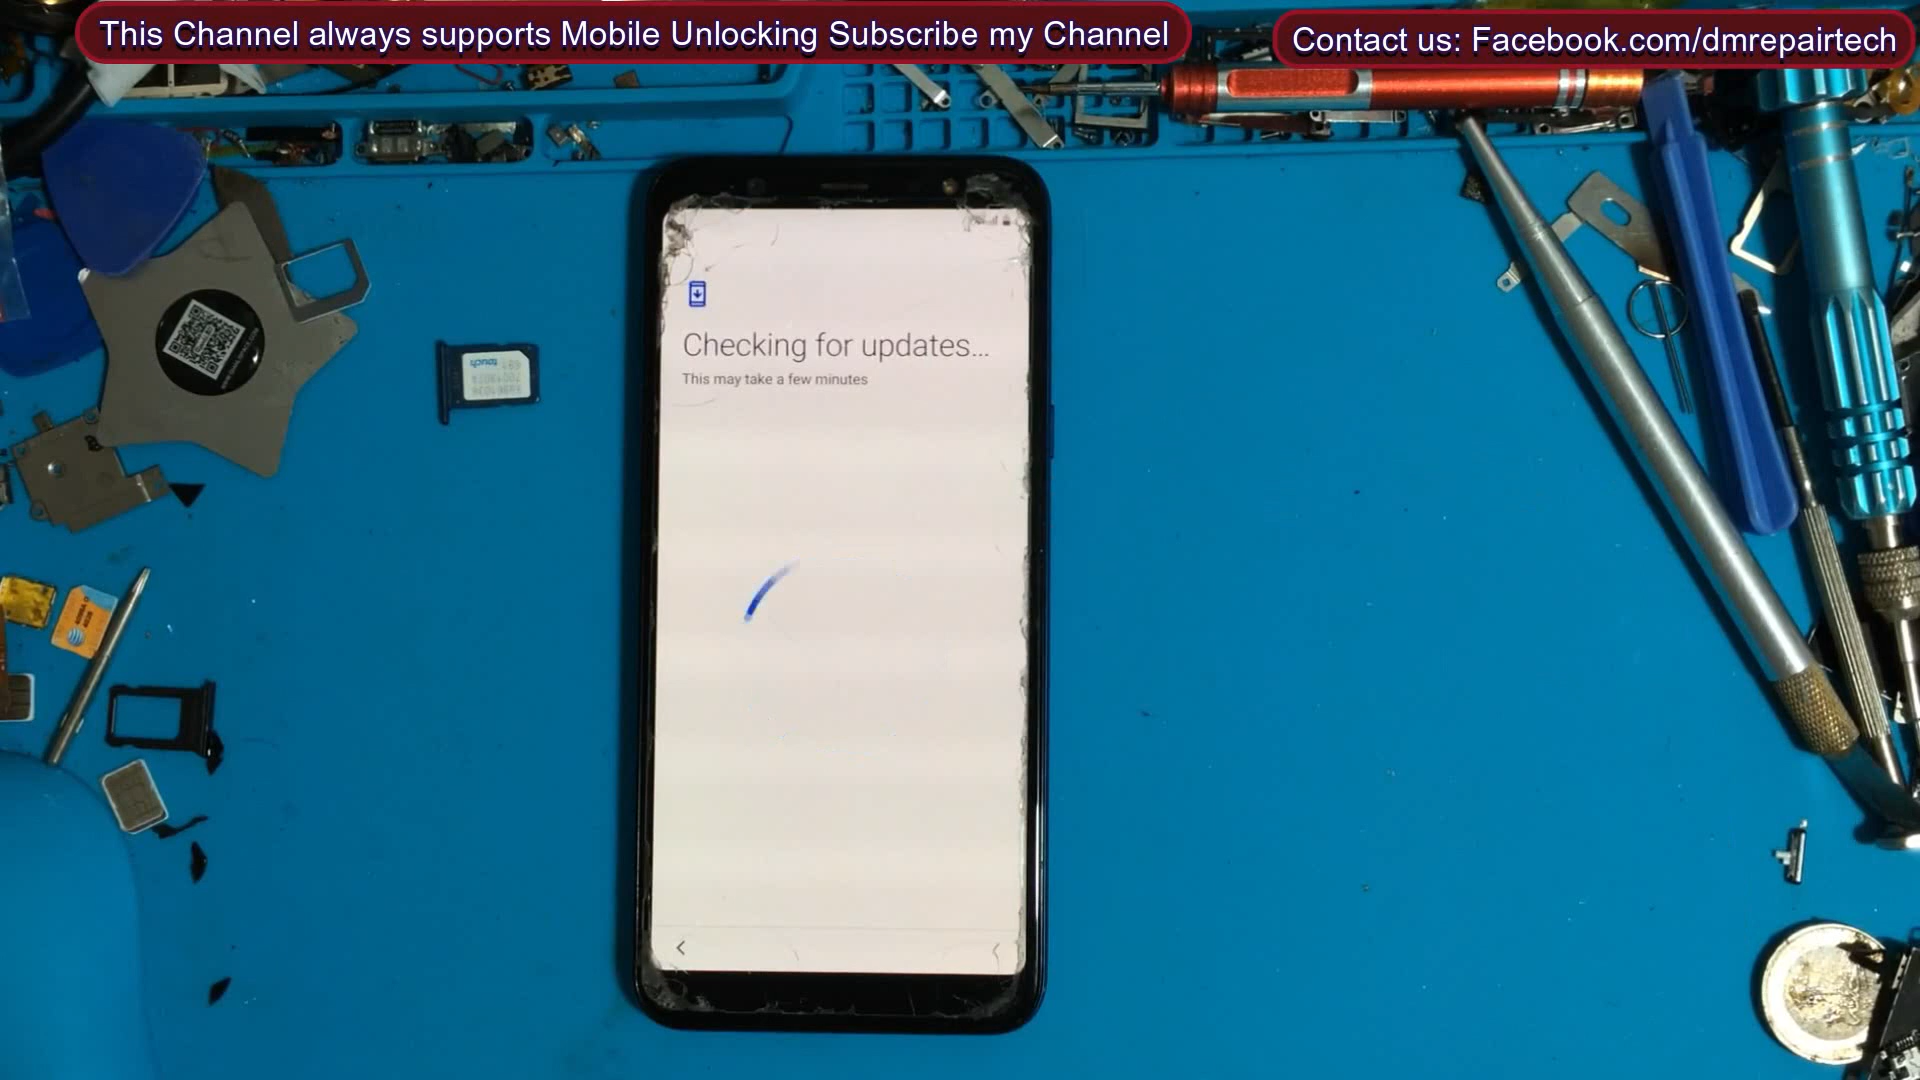 This Channel always supports Mobile Unlocking Subscribe my Channel
Contact us: Facebook.com/dmrepairtech
Checking for updates...
This may take a few minutes
touch